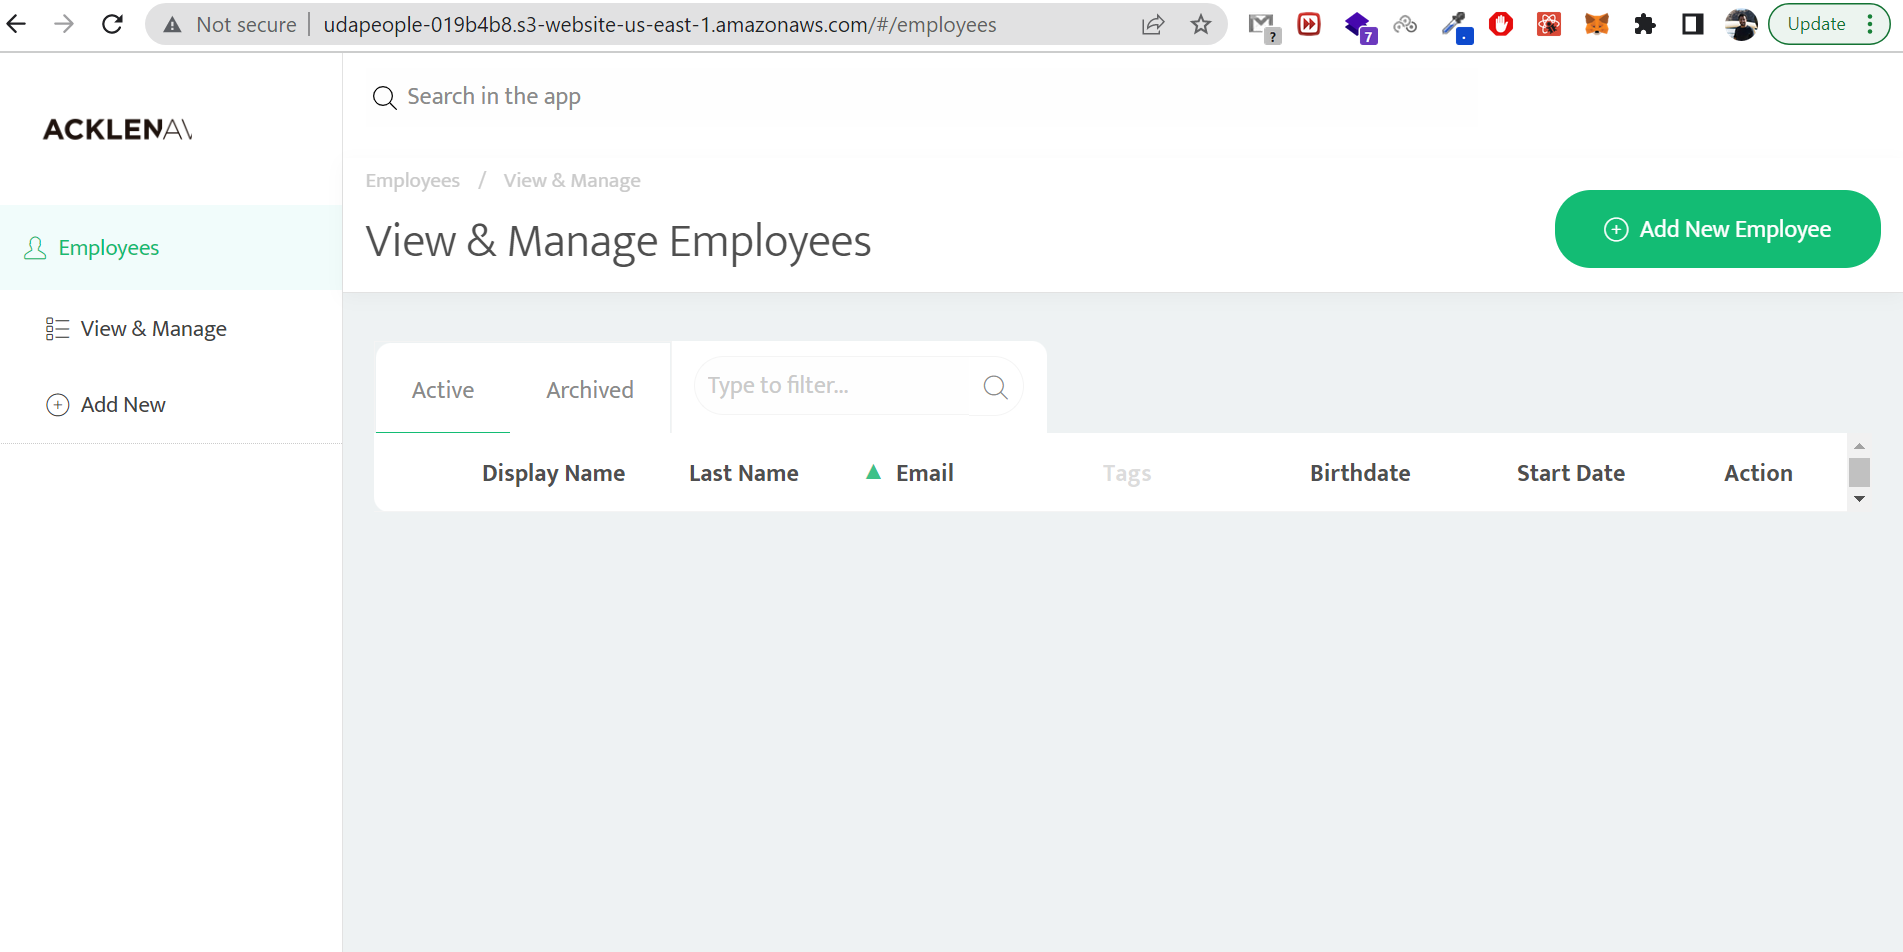 Not secure | udapeople-019b4b8.s3-website-us-east-1.amazonaws.com/#/employees
?
7
Update
ACKLENAV
Search in the app
Employees / View & Manage
View & Manage Employees
Add New Employee
Employees
View & Manage
Add New
Active
Archived
Type to filter...
Display Name
Last Name
Email
Tags
Birthdate
Start Date
Action